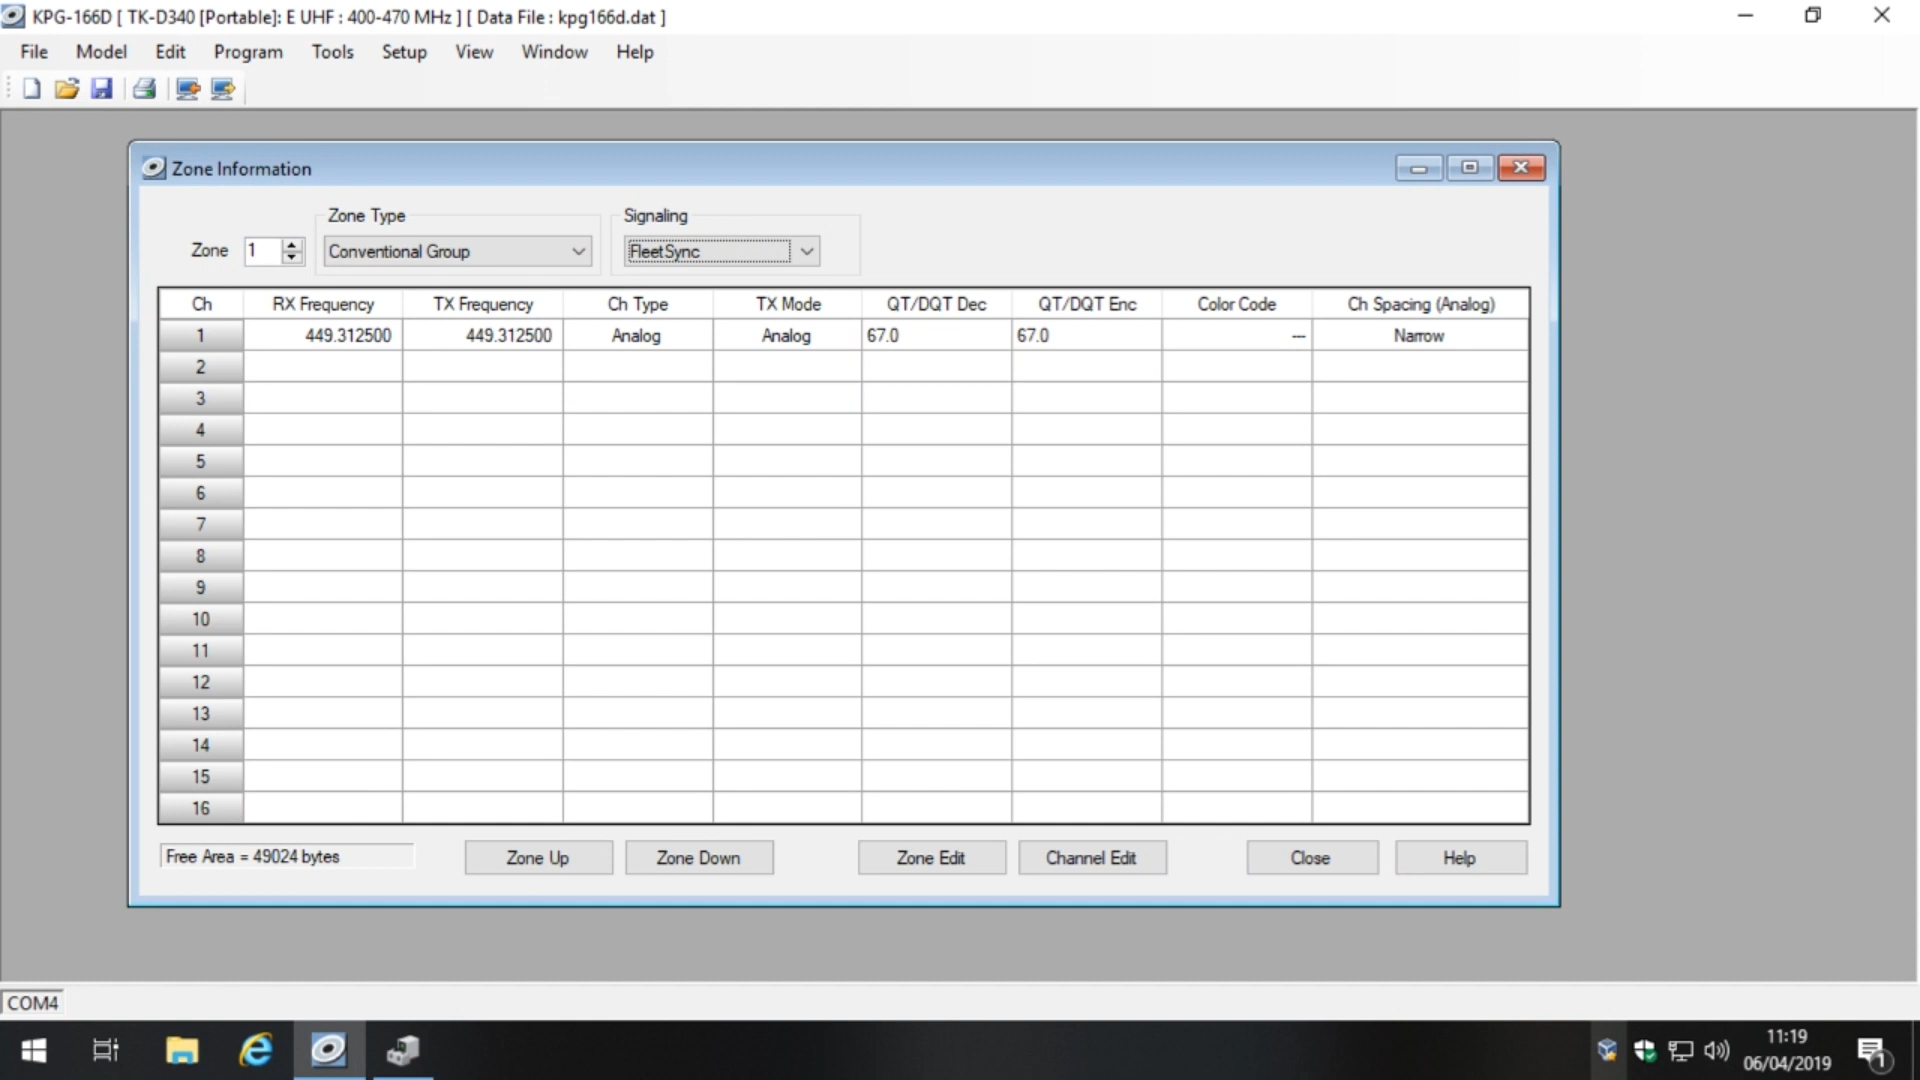 KPG-166D [ TK-D340 [Portable]: E UHF : 400-470 MHz ] [ Data File : kpg166d.dat ]
File Model Edit Program Tools Setup View Window Help
Zone Information
Zone Type Signaling
Zone 1 Conventional Group FleetSync
Ch RX Frequency TX Frequency Ch Type TX Mode QT/DQT Dec QT/DQT Enc Color Code Ch Spacing (Analog)
1 449.312500 449.312500 Analog Analog 67.0 67.0 --- Narrow
2
3
4
5
6
7
8
9
10
11
12
13
14
15
16
Free Area = 49024 bytes Zone Up Zone Down Zone Edit Channel Edit Close Help
COM4
11:19
06/04/2019
1